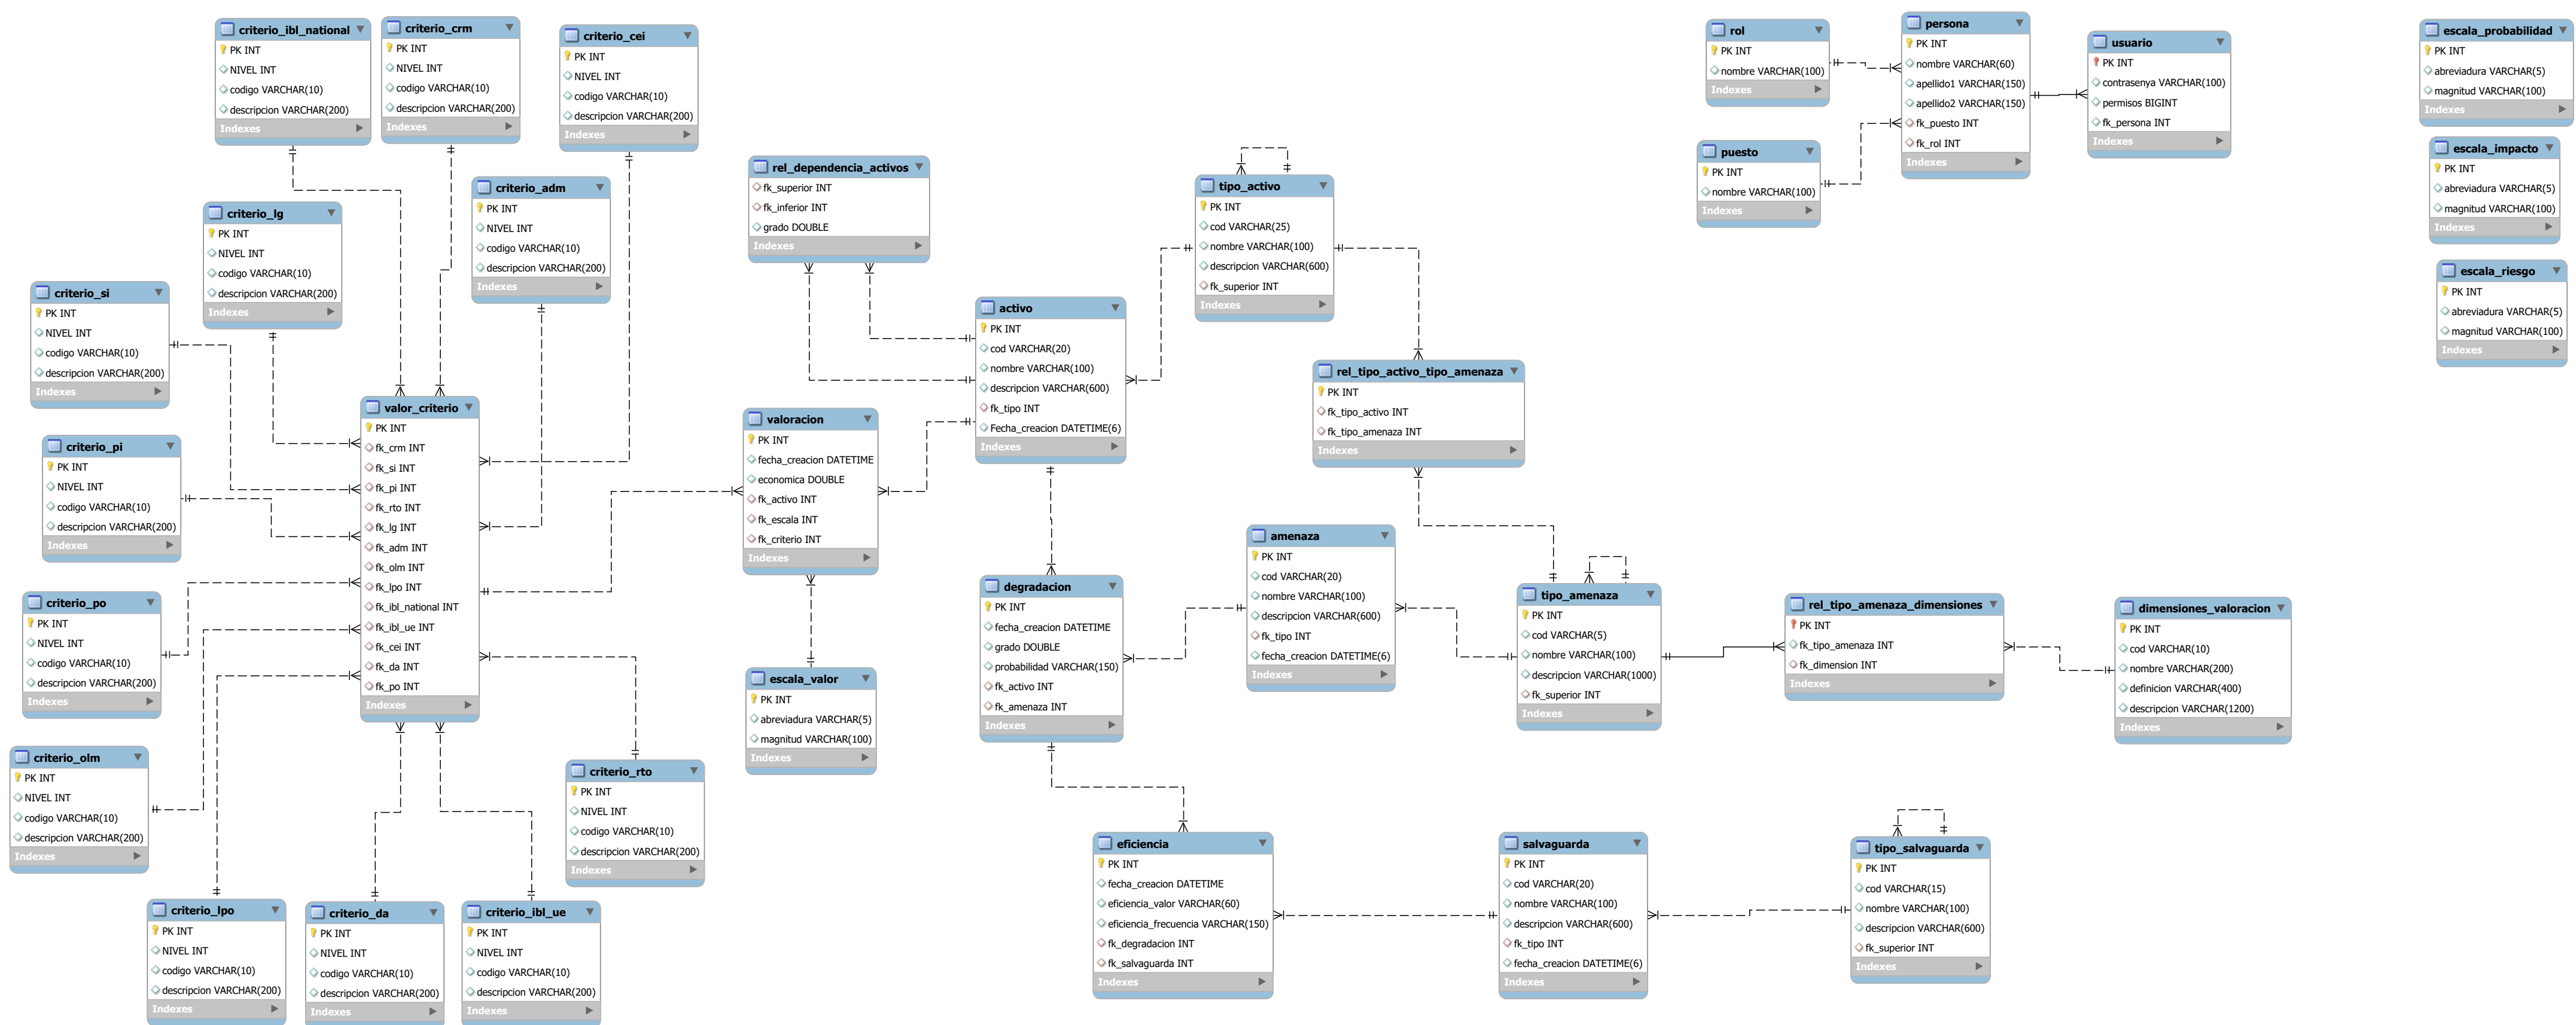 criterio_ibl_national
PK INT
NIVEL INT
codigo VARCHAR(10)
descripcion VARCHAR(200)
Indexes
criterio_crm
PK INT
NIVEL INT
codigo VARCHAR(10)
descripcion VARCHAR(200)
Indexes
criterio_cei
PK INT
NIVEL INT
codigo VARCHAR(10)
descripcion VARCHAR(200)
Indexes
rol
PK INT
nombre VARCHAR(100)
Indexes
persona
PK INT
nombre VARCHAR(60)
apellido1 VARCHAR(150)
apellido2 VARCHAR(150)
fk_puesto INT
fk_rol INT
Indexes
usuario
PK INT
contrasenya VARCHAR(100)
permisos BIGINT
fk_persona INT
Indexes
escala_probabilidad
PK INT
abreviadura VARCHAR(5)
magnitud VARCHAR(100)
Indexes
puesto
PK INT
nombre VARCHAR(100)
Indexes
escala_impacto
PK INT
abreviadura VARCHAR(5)
magnitud VARCHAR(100)
Indexes
escala_riesgo
PK INT
abreviadura VARCHAR(5)
magnitud VARCHAR(100)
Indexes
criterio_lg
PK INT
NIVEL INT
codigo VARCHAR(10)
descripcion VARCHAR(200)
Indexes
criterio_adm
PK INT
NIVEL INT
codigo VARCHAR(10)
descripcion VARCHAR(200)
Indexes
rel_dependencia_activos
fk_superior INT
fk_inferior INT
grado DOUBLE
Indexes
tipo_activo
PK INT
cod VARCHAR(25)
nombre VARCHAR(100)
descripcion VARCHAR(600)
fk_superior INT
Indexes
criterio_si
PK INT
NIVEL INT
codigo VARCHAR(10)
descripcion VARCHAR(200)
Indexes
activo
PK INT
cod VARCHAR(20)
nombre VARCHAR(100)
descripcion VARCHAR(600)
fk_tipo INT
Fecha_creacion DATETIME(6)
Indexes
rel_tipo_activo_tipo_amenaza
PK INT
fk_tipo_activo INT
fk_tipo_amenaza INT
Indexes
criterio_pi
PK INT
NIVEL INT
codigo VARCHAR(10)
descripcion VARCHAR(200)
Indexes
valor_criterio
PK INT
fk_crm INT
fk_si INT
fk_pi INT
fk_rto INT
fk_lg INT
fk_adm INT
fk_olm INT
fk_lpo INT
fk_ibl_national INT
fk_ibl_ue INT
fk_cei INT
fk_da INT
fk_po INT
Indexes
valoracion
PK INT
fecha_creacion DATETIME
economica DOUBLE
fk_activo INT
fk_escala INT
fk_criterio INT
Indexes
amenaza
PK INT
cod VARCHAR(20)
nombre VARCHAR(100)
descripcion VARCHAR(600)
fk_tipo INT
fecha_creacion DATETIME(6)
Indexes
degradacion
PK INT
fecha_creacion DATETIME
grado DOUBLE
probabilidad VARCHAR(150)
fk_activo INT
fk_amenaza INT
Indexes
tipo_amenaza
PK INT
cod VARCHAR(5)
nombre VARCHAR(100)
descripcion VARCHAR(1000)
fk_superior INT
Indexes
rel_tipo_amenaza_dimensiones
PK INT
fk_tipo_amenaza INT
fk_dimension INT
Indexes
dimensiones_valoracion
PK INT
cod VARCHAR(10)
nombre VARCHAR(200)
definicion VARCHAR(400)
descripcion VARCHAR(1200)
Indexes
criterio_po
PK INT
NIVEL INT
codigo VARCHAR(10)
descripcion VARCHAR(200)
Indexes
escala_valor
PK INT
abreviadura VARCHAR(5)
magnitud VARCHAR(100)
Indexes
criterio_olm
PK INT
NIVEL INT
codigo VARCHAR(10)
descripcion VARCHAR(200)
Indexes
criterio_rto
PK INT
NIVEL INT
codigo VARCHAR(10)
descripcion VARCHAR(200)
Indexes
eficiencia
PK INT
fecha_creacion DATETIME
eficiencia_valor VARCHAR(60)
eficiencia_frecuencia VARCHAR(150)
fk_degradacion INT
fk_salvaguarda INT
Indexes
salvaguarda
PK INT
cod VARCHAR(20)
nombre VARCHAR(100)
descripcion VARCHAR(600)
fk_tipo INT
fecha_creacion DATETIME(6)
Indexes
tipo_salvaguarda
PK INT
cod VARCHAR(15)
nombre VARCHAR(100)
descripcion VARCHAR(600)
fk_superior INT
Indexes
criterio_lpo
PK INT
NIVEL INT
codigo VARCHAR(10)
descripcion VARCHAR(200)
Indexes
criterio_da
PK INT
NIVEL INT
codigo VARCHAR(10)
descripcion VARCHAR(200)
Indexes
criterio_ibl_ue
PK INT
NIVEL INT
codigo VARCHAR(10)
descripcion VARCHAR(200)
Indexes